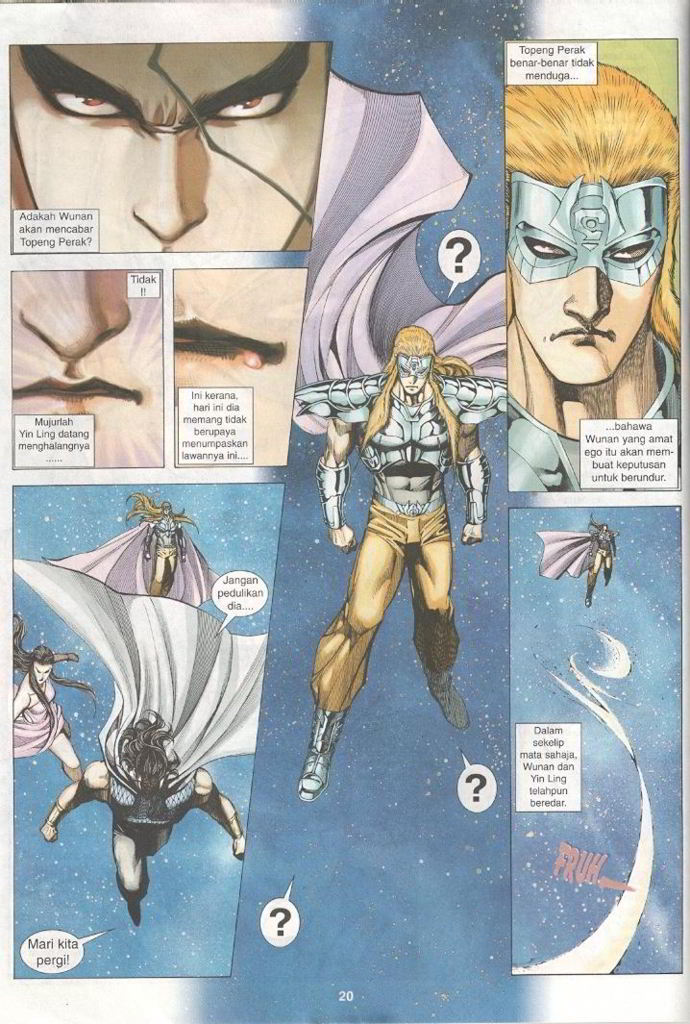 Adakah Wunan
akan mencabar
Topeng Perak?
Tidak
!!
Mujurlah
Yin Ling datang
menghalangnya
......
Ini kerana,
hari ini dia
memang tidak
berupaya
menumpaskan
lawannya ini....
?
Topeng Perak
benar-benar tidak
menduga...
...bahawa
Wunan yang amat
ego itu akan mem-
buat keputusan
untuk berundur.
Jangan
pedulikan
dia....
Mari kita
pergi!
?
?
Dalam
sekelip
mata sahaja,
Wunan dan
Yin Ling
telahpun
beredar.
FRUH...
20